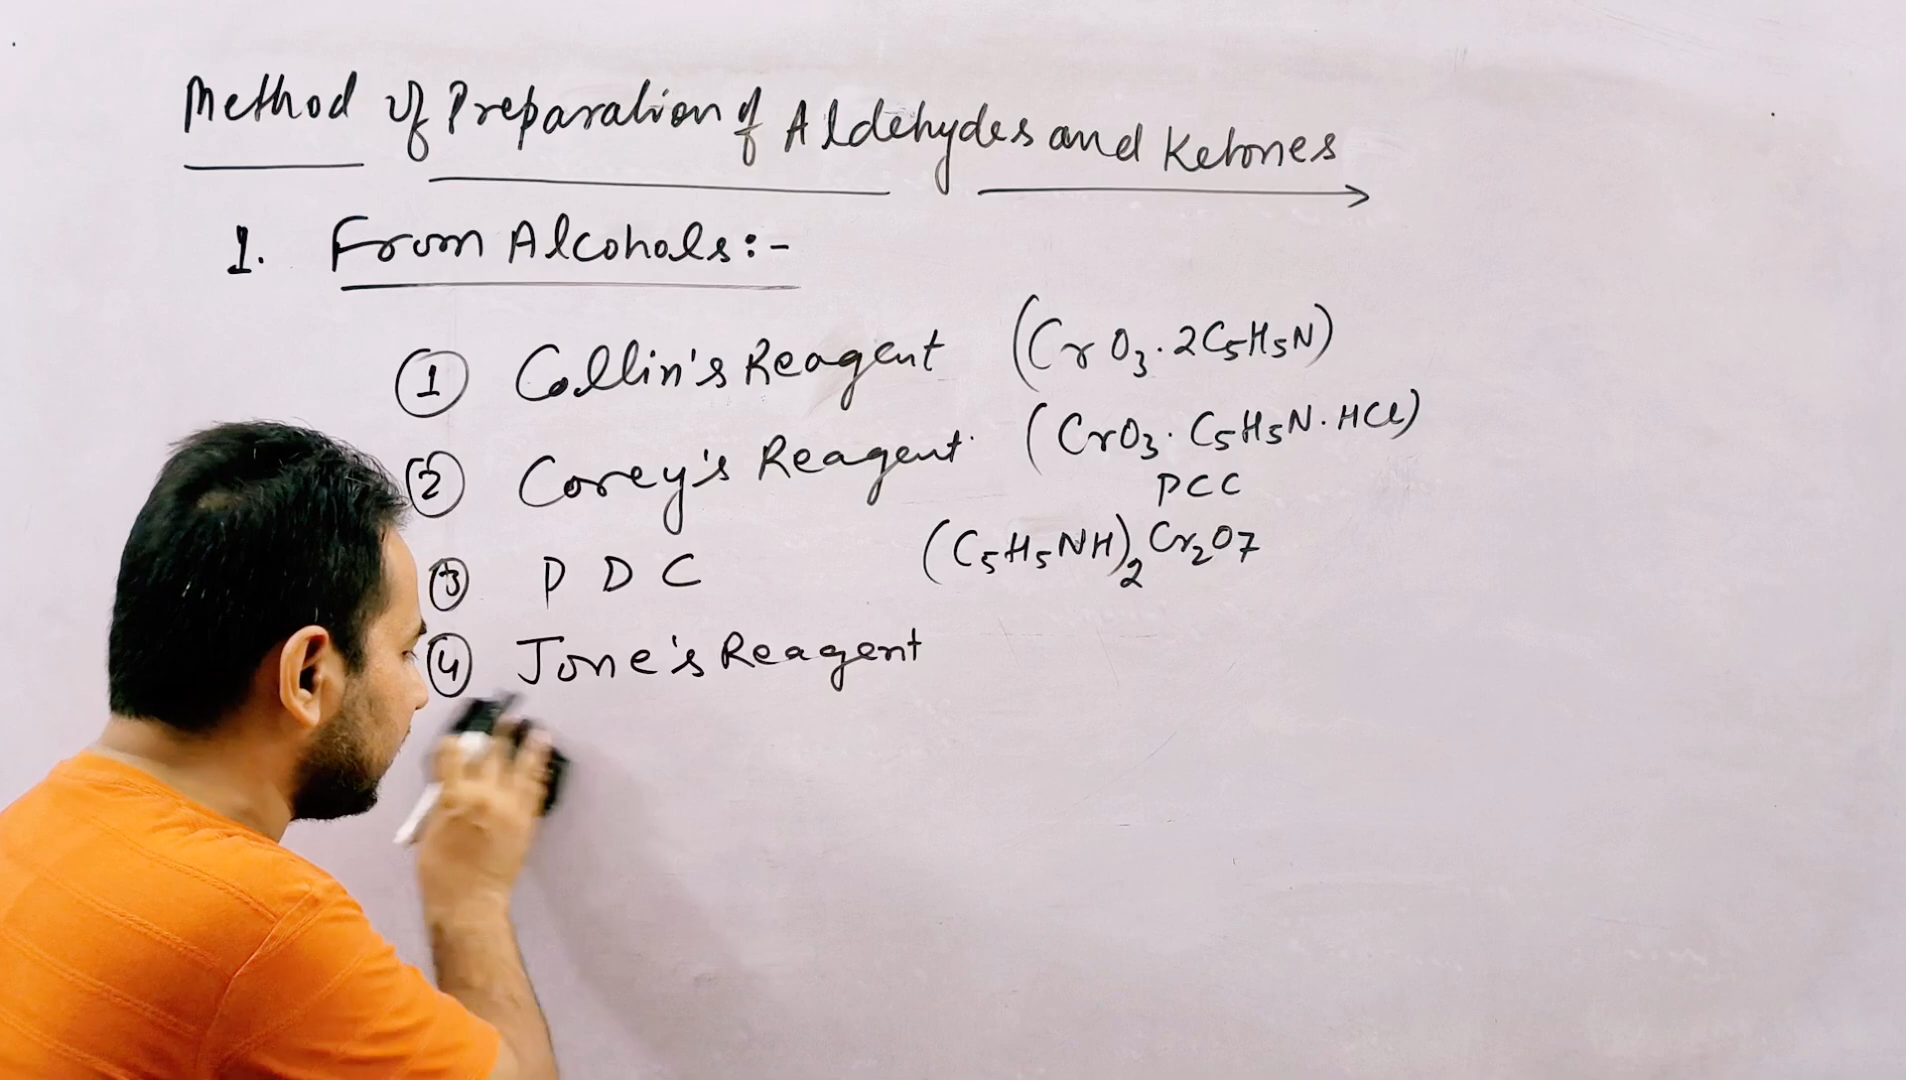 Method of Preparation of Aldehydes and Ketones
1. From Alcohols:-
① Collin's Reagent (CrO₃·2C₅H₅N)
② Corey's Reagent (CrO₃·C₅H₅N·HCl)
PCC
③ PDC (C₅H₅NH)₂Cr₂O7
④ Jone's Reagent